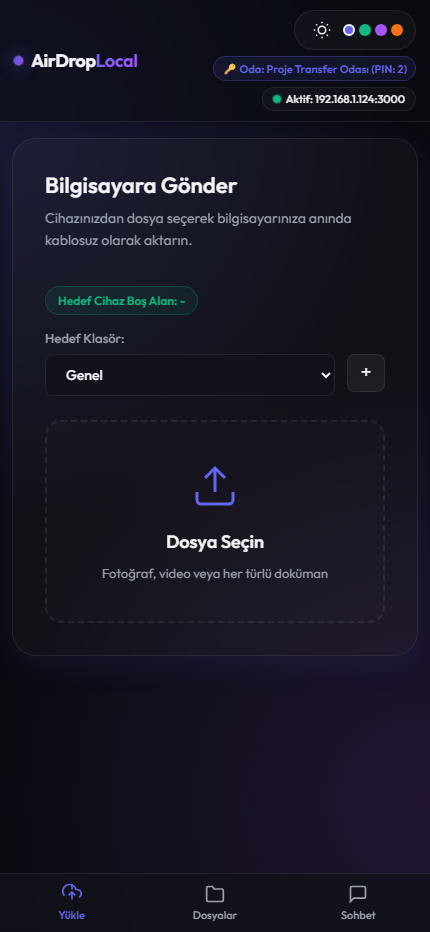 AirDropLocal
🔑 Oda: Proje Transfer Odası (PIN: 2)
Aktif: 192.168.1.124:3000
Bilgisayara Gönder
Cihazınızdan dosya seçerek bilgisayarınıza anında
kablosuz olarak aktarın.
Hedef Cihaz Boş Alan: -
Hedef Klasör:
Genel
+
Dosya Seçin
Fotoğraf, video veya her türlü doküman
Yükle
Dosyalar
Sohbet